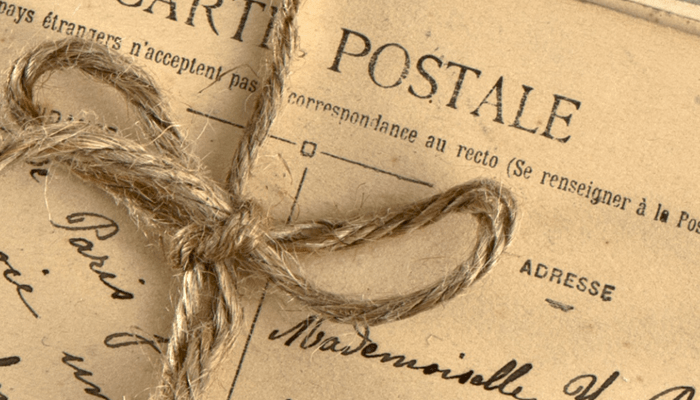 CARTE POSTALE
pays étrangers n'acceptent pas correspondance au recto (Se renseigner à la Pos
ADRESSE
Paris
Mademoiselle